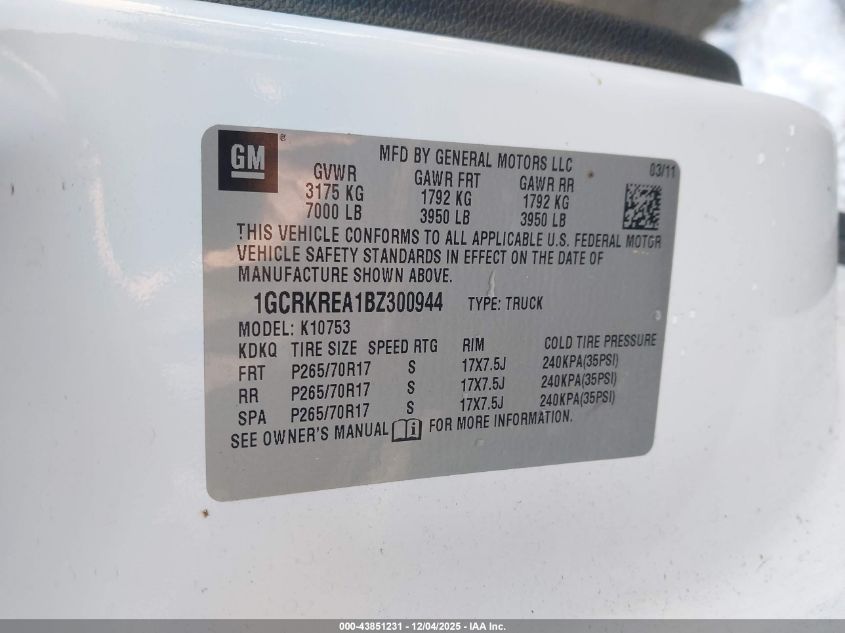 GM ®
MFD BY GENERAL MOTORS LLC 03/11
GVWR GAWR FRT GAWR RR
3175 KG 1792 KG 1792 KG
7000 LB 3950 LB 3950 LB
THIS VEHICLE CONFORMS TO ALL APPLICABLE U.S. FEDERAL MOTOR
VEHICLE SAFETY STANDARDS IN EFFECT ON THE DATE OF
MANUFACTURE SHOWN ABOVE.
1GCRKREA1BZ300944 TYPE: TRUCK
MODEL: K10753
KDKQ TIRE SIZE SPEED RTG RIM COLD TIRE PRESSURE
FRT P265/70R17 S 17X7.5J 240KPA(35PSI)
RR P265/70R17 S 17X7.5J 240KPA(35PSI)
SPA P265/70R17 S 17X7.5J 240KPA(35PSI)
SEE OWNER'S MANUAL FOR MORE INFORMATION.
000-43851231 - 12/04/2025 - IAA Inc.